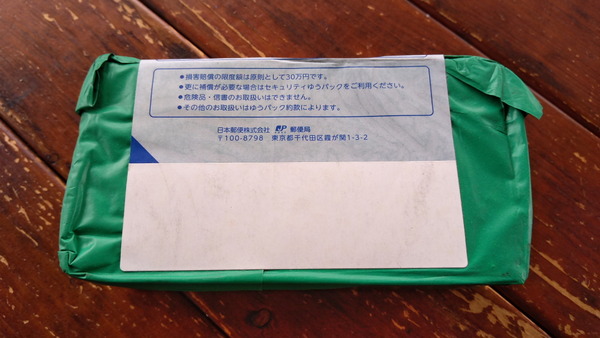 ●損害賠償の限度額は原則として30万円です。
●更に補償が必要な場合はセキュリティゆうパックをご利用ください。
●危険品・信書のお取扱いはできません。
●その他のお取扱いはゆうパック約款によります。
日本郵便株式会社 JP 郵便局
〒100-8798 東京都千代田区霞が関1-3-2